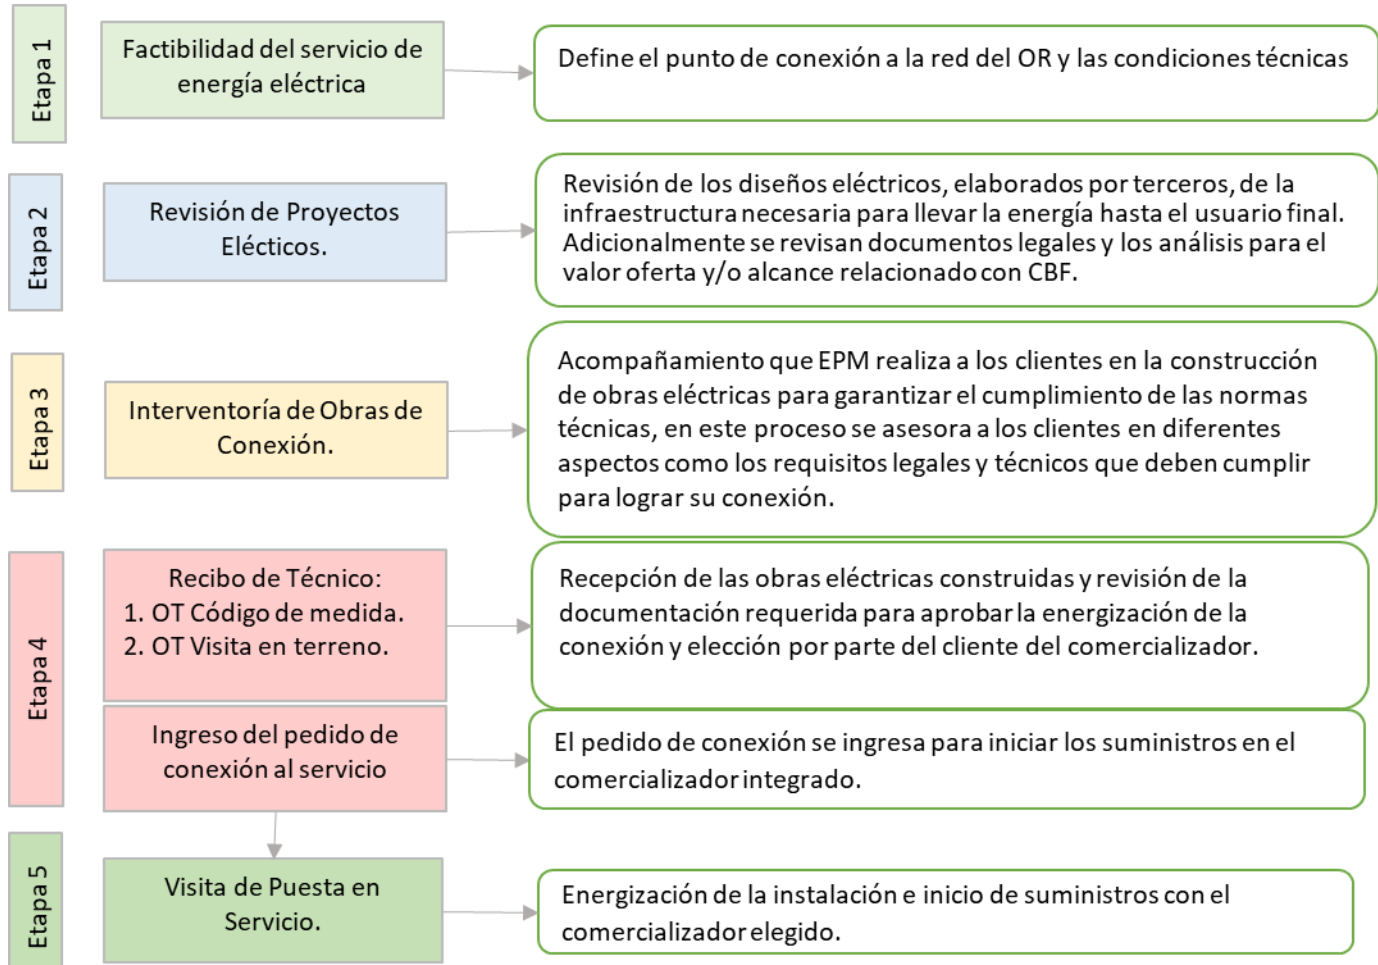 Etapa 1
Factibilidad del servicio de
energía eléctrica
Define el punto de conexión a la red del OR y las condiciones técnicas
Etapa 2
Revisión de Proyectos
Elécticos.
Revisión de los diseños eléctricos, elaborados por terceros, de la
infraestructura necesaria para llevar la energía hasta el usuario final.
Adicionalmente se revisan documentos legales y los análisis para el
valor oferta y/o alcance relacionado con CBF.
Etapa 3
Interventoría de Obras de
Conexión.
Acompañamiento que EPM realiza a los clientes en la construcción
de obras eléctricas para garantizar el cumplimiento de las normas
técnicas, en este proceso se asesora a los clientes en diferentes
aspectos como los requisitos legales y técnicos que deben cumplir
para lograr su conexión.
Etapa 4
Recibo de Técnico:
1. OT Código de medida.
2. OT Visita en terreno.
Recepción de las obras eléctricas construidas y revisión de la
documentación requerida para aprobar la energización de la
conexión y elección por parte del cliente del comercializador.
Ingreso del pedido de
conexión al servicio
El pedido de conexión se ingresa para iniciar los suministros en el
comercializador integrado.
Etapa 5
Visita de Puesta en
Servicio.
Energización de la instalación e inicio de suministros con el
comercializador elegido.